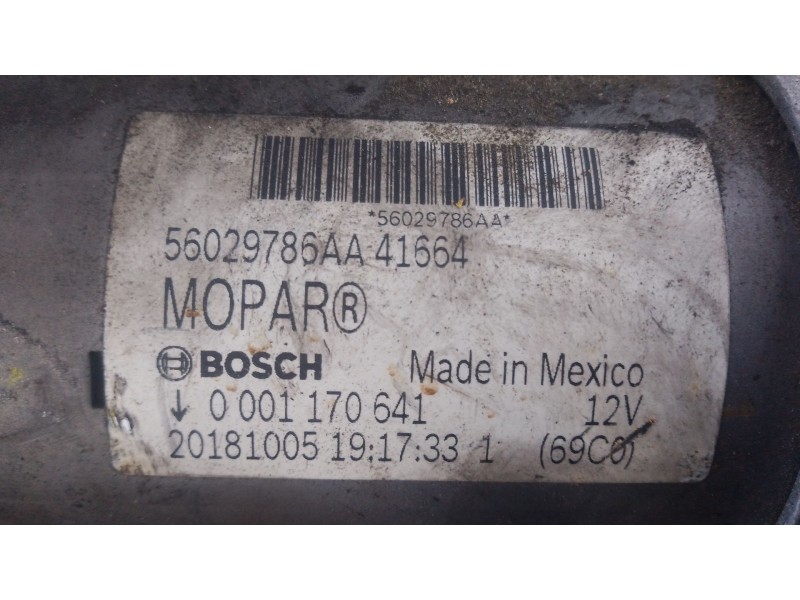 *56029786AA*
56029786AA 41664
MOPAR®
BOSCH Made in Mexico
↓ 0 001 170 641 12V
20181005 19:17:33 1 (69C0)